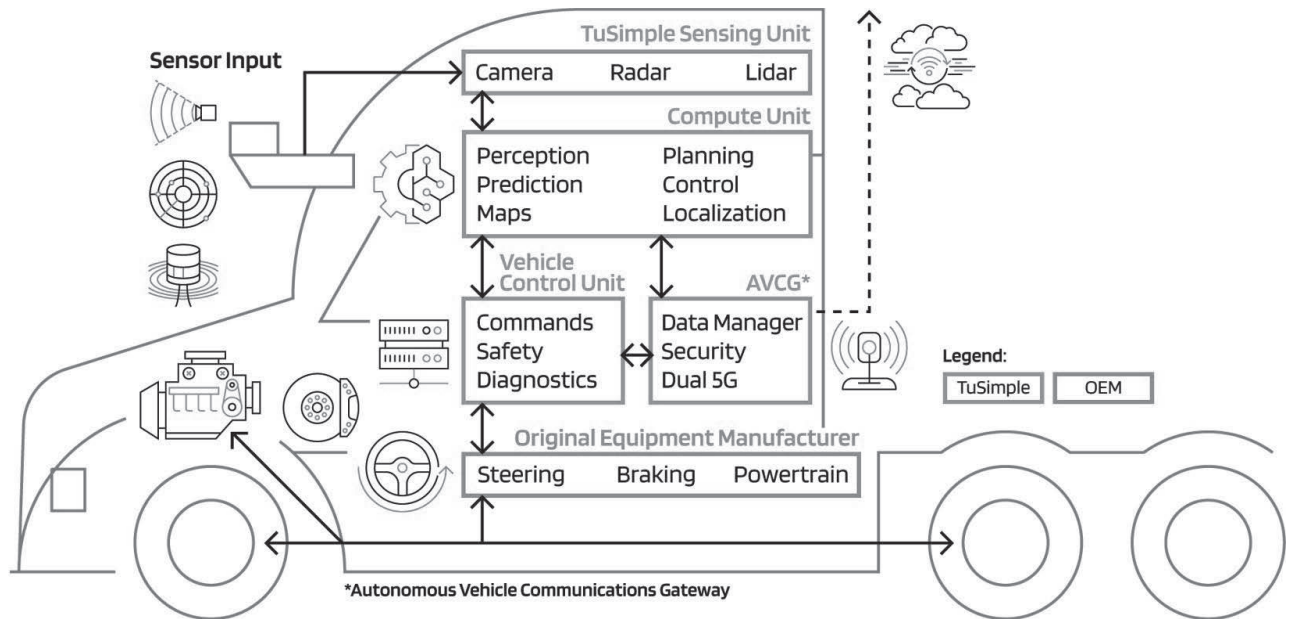 TuSimple Sensing Unit
Sensor Input
Camera Radar Lidar
Compute Unit
Perception Planning
Prediction Control
Maps Localization
Vehicle
Control Unit
AVCG*
Commands
Safety
Diagnostics
Data Manager
Security
Dual 5G
Legend:
TuSimple OEM
Original Equipment Manufacturer
Steering Braking Powertrain
*Autonomous Vehicle Communications Gateway